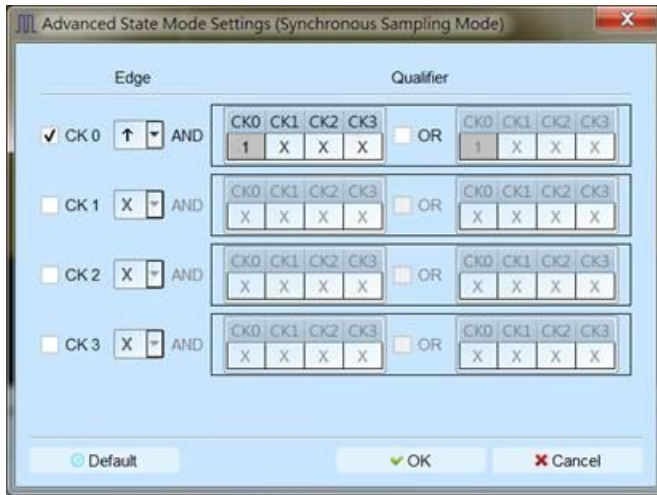 Advanced State Mode Settings (Synchronous Sampling Mode)
Edge Qualifier
CK 0 ↑ AND CK0 CK1 CK2 CK3 OR CK0 CK1 CK2 CK3
1 X X X 1 X X X
CK 1 X AND CK0 CK1 CK2 CK3 OR CK0 CK1 CK2 CK3
X X X X X X X X
CK 2 X AND CK0 CK1 CK2 CK3 OR CK0 CK1 CK2 CK3
X X X X X X X X
CK 3 X AND CK0 CK1 CK2 CK3 OR CK0 CK1 CK2 CK3
X X X X X X X X
Default OK Cancel